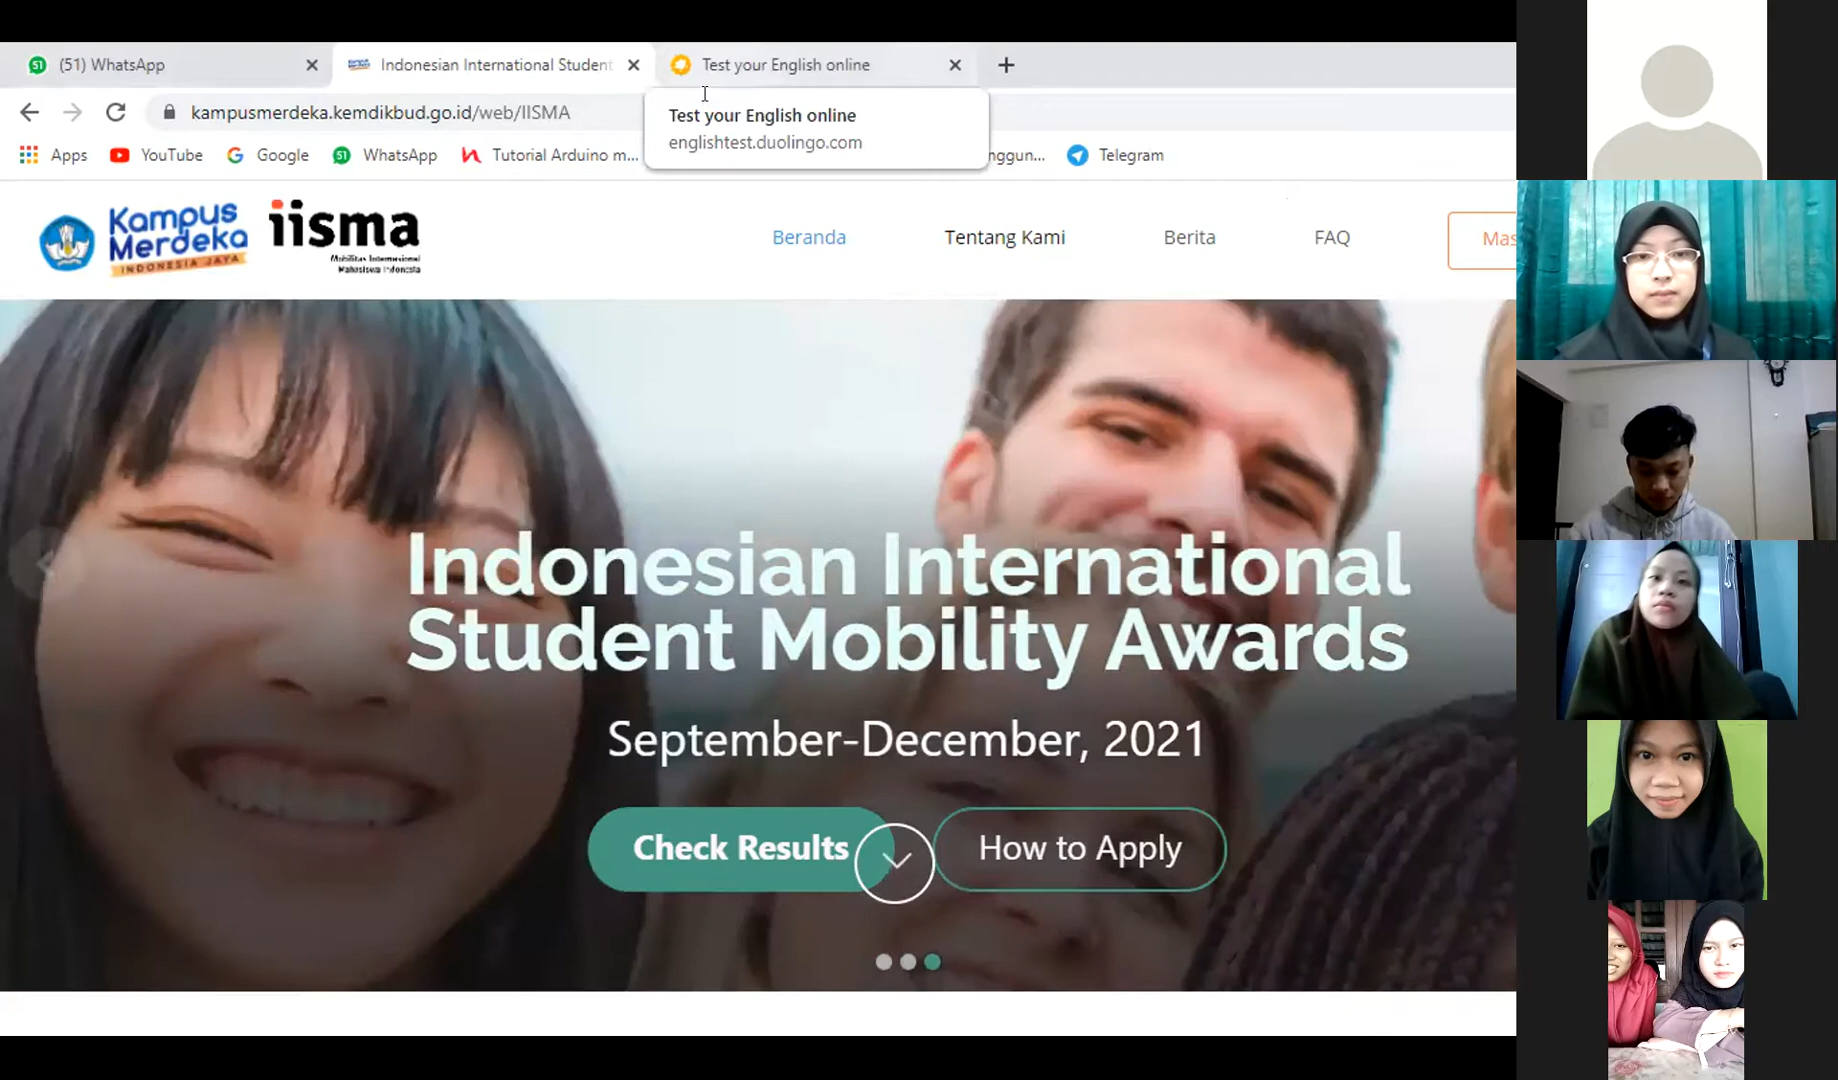 (51) WhatsApp
Indonesian International Student
Test your English online
kampusmerdeka.kemdikbud.go.id/web/IISMA
Test your English online
englishtest.duolingo.com
Apps
YouTube
Google
51
WhatsApp
Tutorial Arduino m...
nggun...
Telegram
Kampus
Merdeka
INDONESIA JAYA
iisma
Mobilitas Internasional
Mahasiswa Indonesia
Beranda
Tentang Kami
Berita
FAQ
Mas
Indonesian International
Student Mobility Awards
September-December, 2021
Check Results
How to Apply